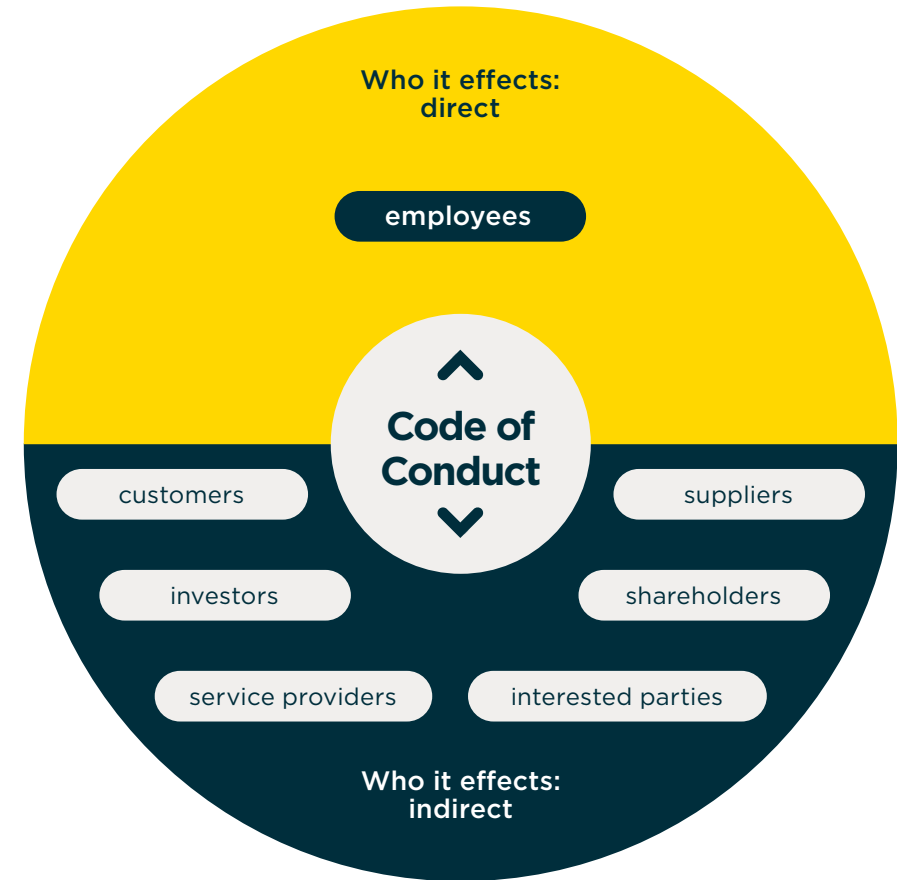 Who it effects:
direct
employees
Code of
Conduct
customers
suppliers
investors
shareholders
service providers
interested parties
Who it effects:
indirect